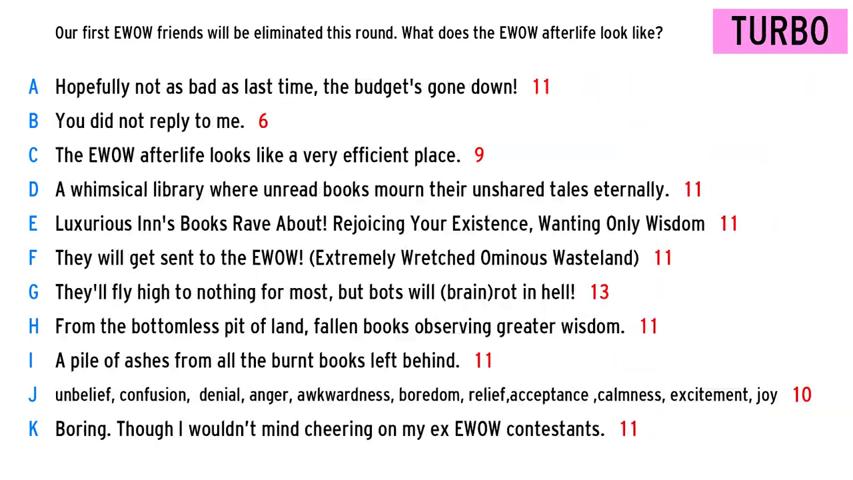 Our first EWOW friends will be eliminated this round. What does the EWOW afterlife look like?
TURBO
A Hopefully not as bad as last time, the budget's gone down! 11
B You did not reply to me. 6
C The EWOW afterlife looks like a very efficient place. 9
D A whimsical library where unread books mourn their unshared tales eternally. 11
E Luxurious Inn's Books Rave About! Rejoicing Your Existence, Wanting Only Wisdom 11
F They will get sent to the EWOW! (Extremely Wretched Ominous Wasteland) 11
G They'll fly high to nothing for most, but bots will (brain)rot in hell! 13
H From the bottomless pit of land, fallen books observing greater wisdom. 11
I A pile of ashes from all the burnt books left behind. 11
J unbelief, confusion,  denial, anger, awkwardness, boredom, relief,acceptance ,calmness, excitement, joy 10
K Boring. Though I wouldn’t mind cheering on my ex EWOW contestants. 11